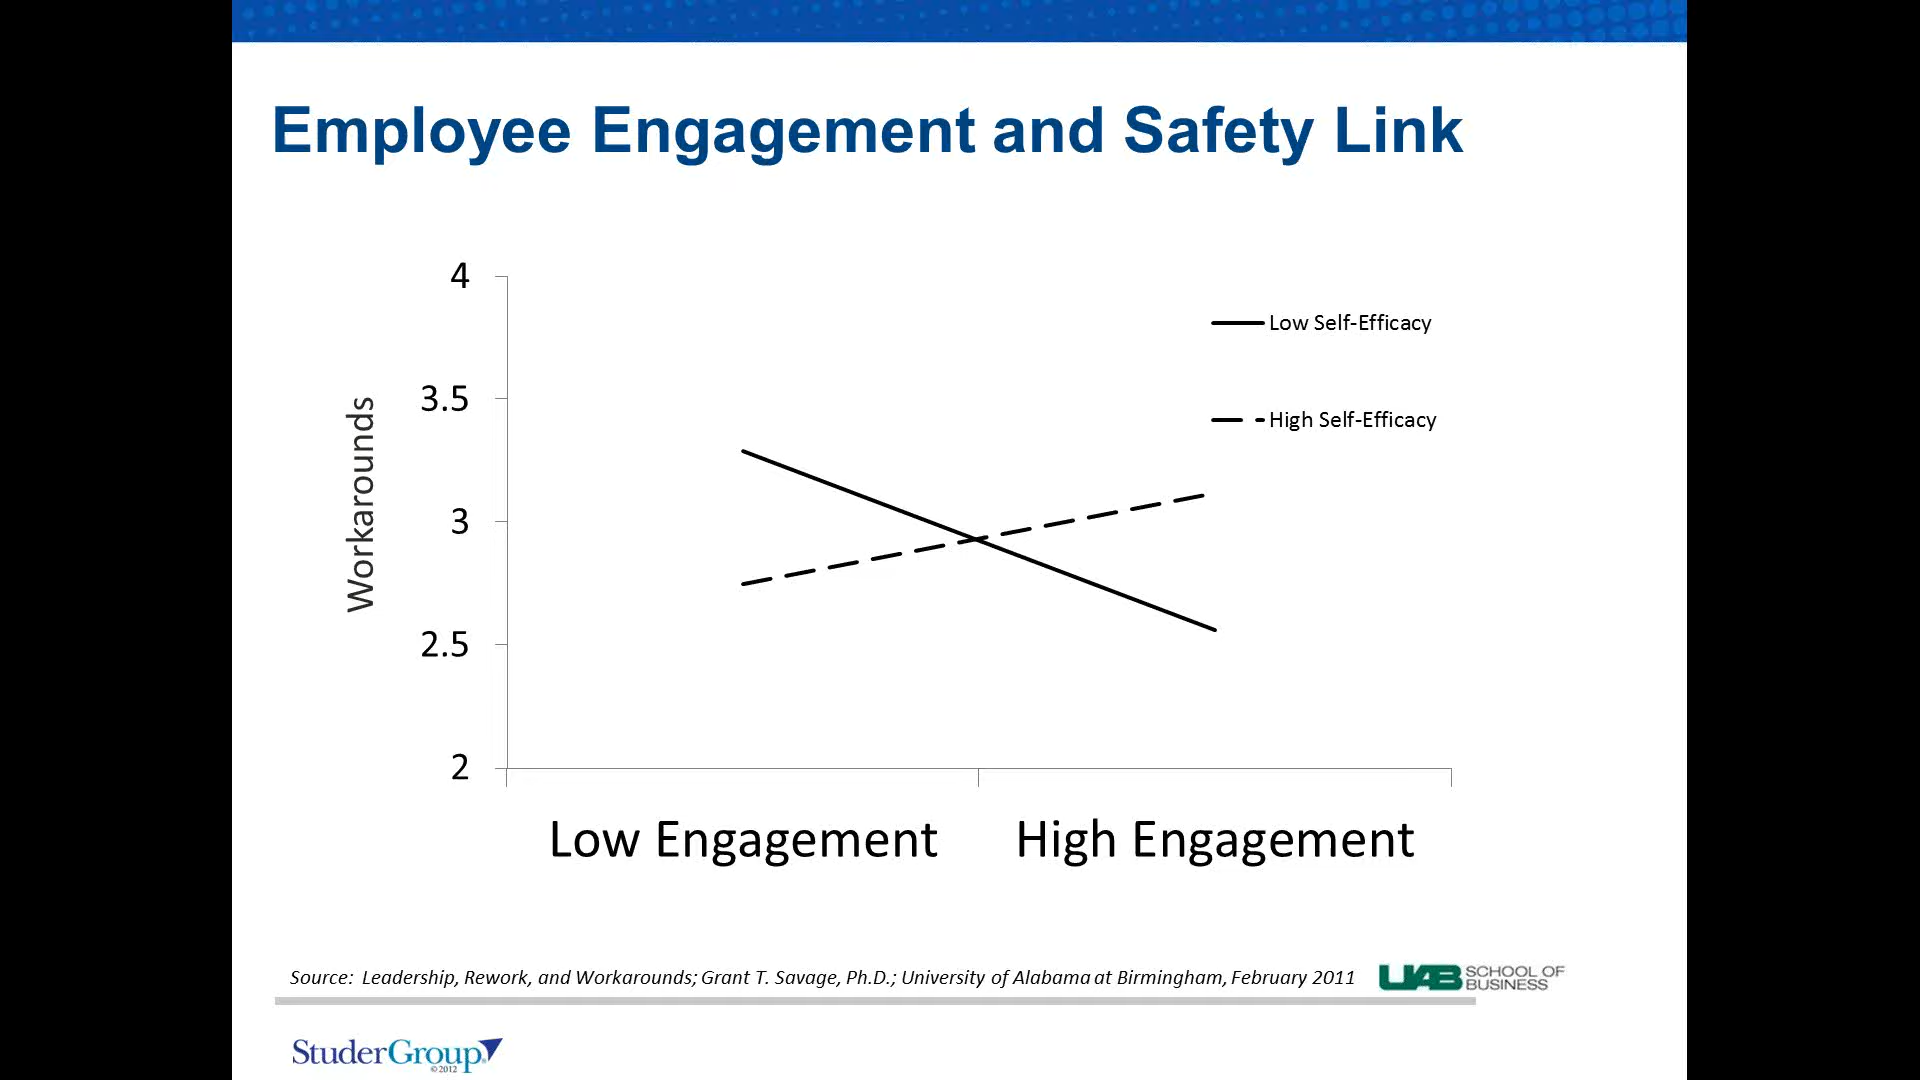 Employee Engagement and Safety Link
4
3.5
3
2.5
2
Workarounds
Low Self-Efficacy
High Self-Efficacy
Low Engagement
High Engagement
Source: Leadership, Rework, and Workarounds; Grant T. Savage, Ph.D.; University of Alabama at Birmingham, February 2011
UAB SCHOOL OF
BUSINESS
StuderGroup®
© 2012